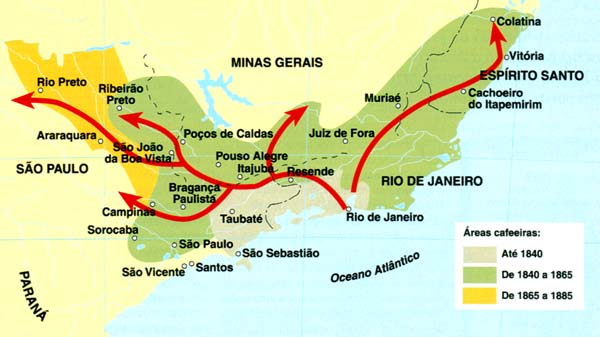 Colatina
Vitória
MINAS GERAIS
ESPÍRITO SANTO
Rio Preto
Ribeirão
Preto
Muriaé
Cachoeiro
do Itapemirim
Poços de Caldas
Juiz de Fora
Araraquara
São João
da Boa Vista
Pouso Alegre
Itajubá
Resende
SÃO PAULO
RIO DE JANEIRO
Bragança
Paulista
Campinas
Taubaté
Rio de Janeiro
Sorocaba
São Paulo
São Sebastião
São Vicente
Santos
Oceano Atlântico
PARANÁ
Áreas cafeeiras:
Até 1840
De 1840 a 1865
De 1865 a 1885